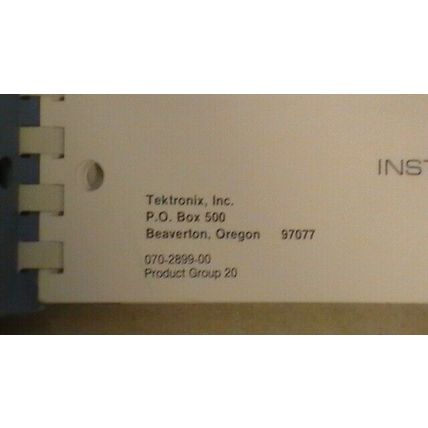 INST
Tektronix, Inc.
P.O. Box 500
Beaverton, Oregon 97077
070-2899-00
Product Group 20